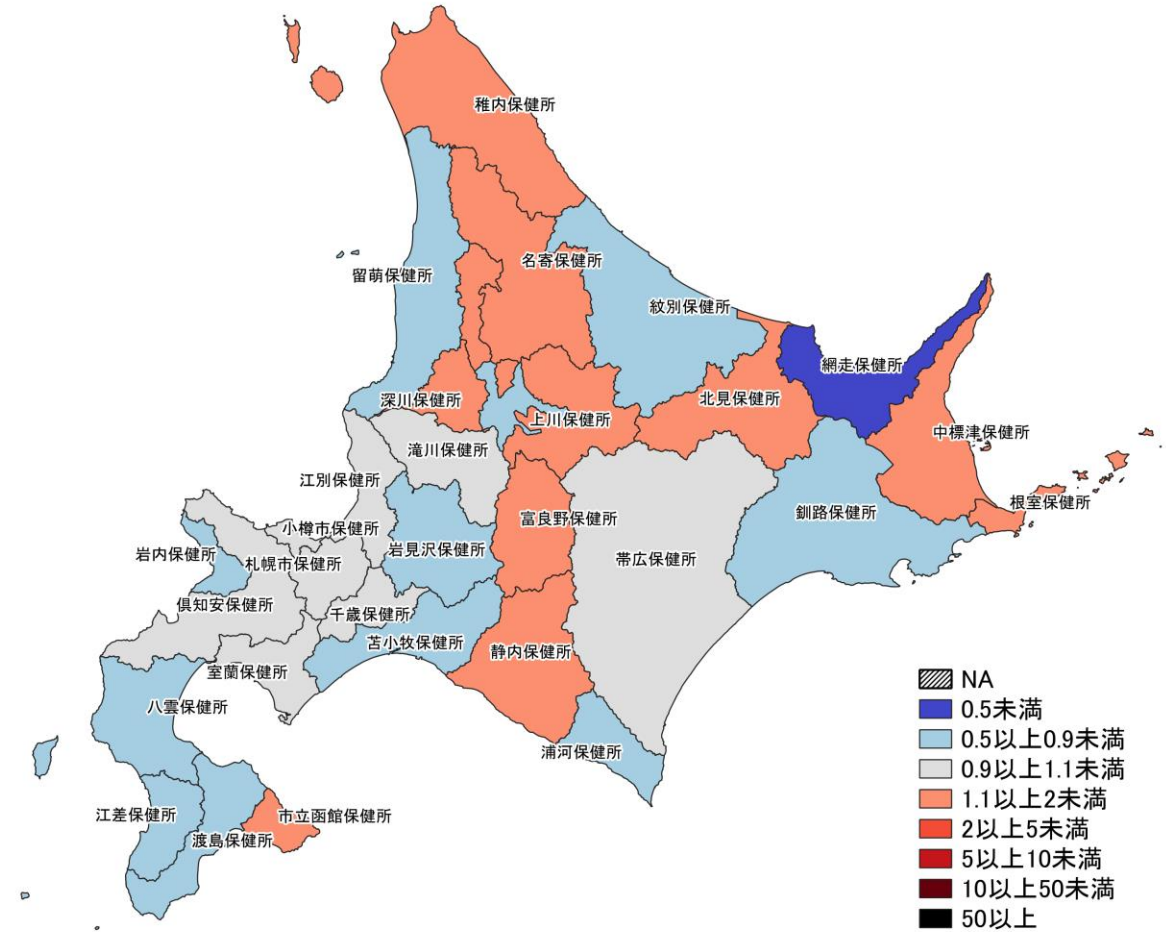 稚内保健所
名寄保健所
留萌保健所
紋別保健所
網走保健所
北見保健所
深川保健所
上川保健所
中標津保健所
滝川保健所
江別保健所
根室保健所
釧路保健所
富良野保健所
小樽市保健所
岩見沢保健所
岩内保健所
札幌市保健所
帯広保健所
倶知安保健所
千歳保健所
苫小牧保健所
静内保健所
室蘭保健所
八雲保健所
浦河保健所
江差保健所
市立函館保健所
渡島保健所
NA
0.5未満
0.5以上0.9未満
0.9以上1.1未満
1.1以上2未満
2以上5未満
5以上10未満
10以上50未満
50以上